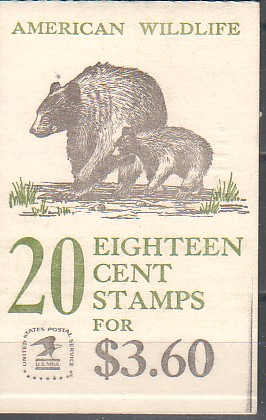 AMERICAN WILDLIFE
20 EIGHTEEN
CENT
STAMPS
FOR
$3.60
UNITED STATES POSTAL SERVICE
U.S. MAIL